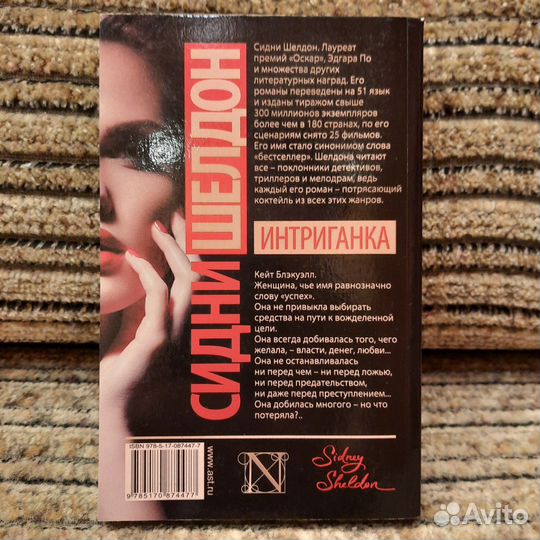 Сидни Шелдон. Лауреат
премий «Оскар», Эдгара По
и множества других
литературных наград. Его
романы переведены на 51 язык
и изданы тиражом свыше
300 миллионов экземпляров
более чем в 180 странах, по его
сценариям снято 25 фильмов.
Его имя стало синонимом слова
«бестселлер». Шелдона читают
все – поклонники детективов,
триллеров и мелодрам, ведь
каждый его роман – потрясающий
коктейль из всех этих жанров.
СИДНИ ШЕЛДОН
ИНТРИГАНКА
Кейт Блэкуэлл.
Женщина, чье имя равнозначно
слову «успех».
Она не привыкла выбирать
средства на пути к вожделенной
цели.
Она всегда добивалась того, чего
желала, – власти, денег, любви...
Она не останавливалась
ни перед чем – ни перед ложью,
ни перед предательством,
ни даже перед преступлением...
Она добилась многого – но что
потеряла?..
ISBN 978-5-17-087447-7
9 785170 874477
www.ast.ru
N
Sidney
Sheldon
Avito